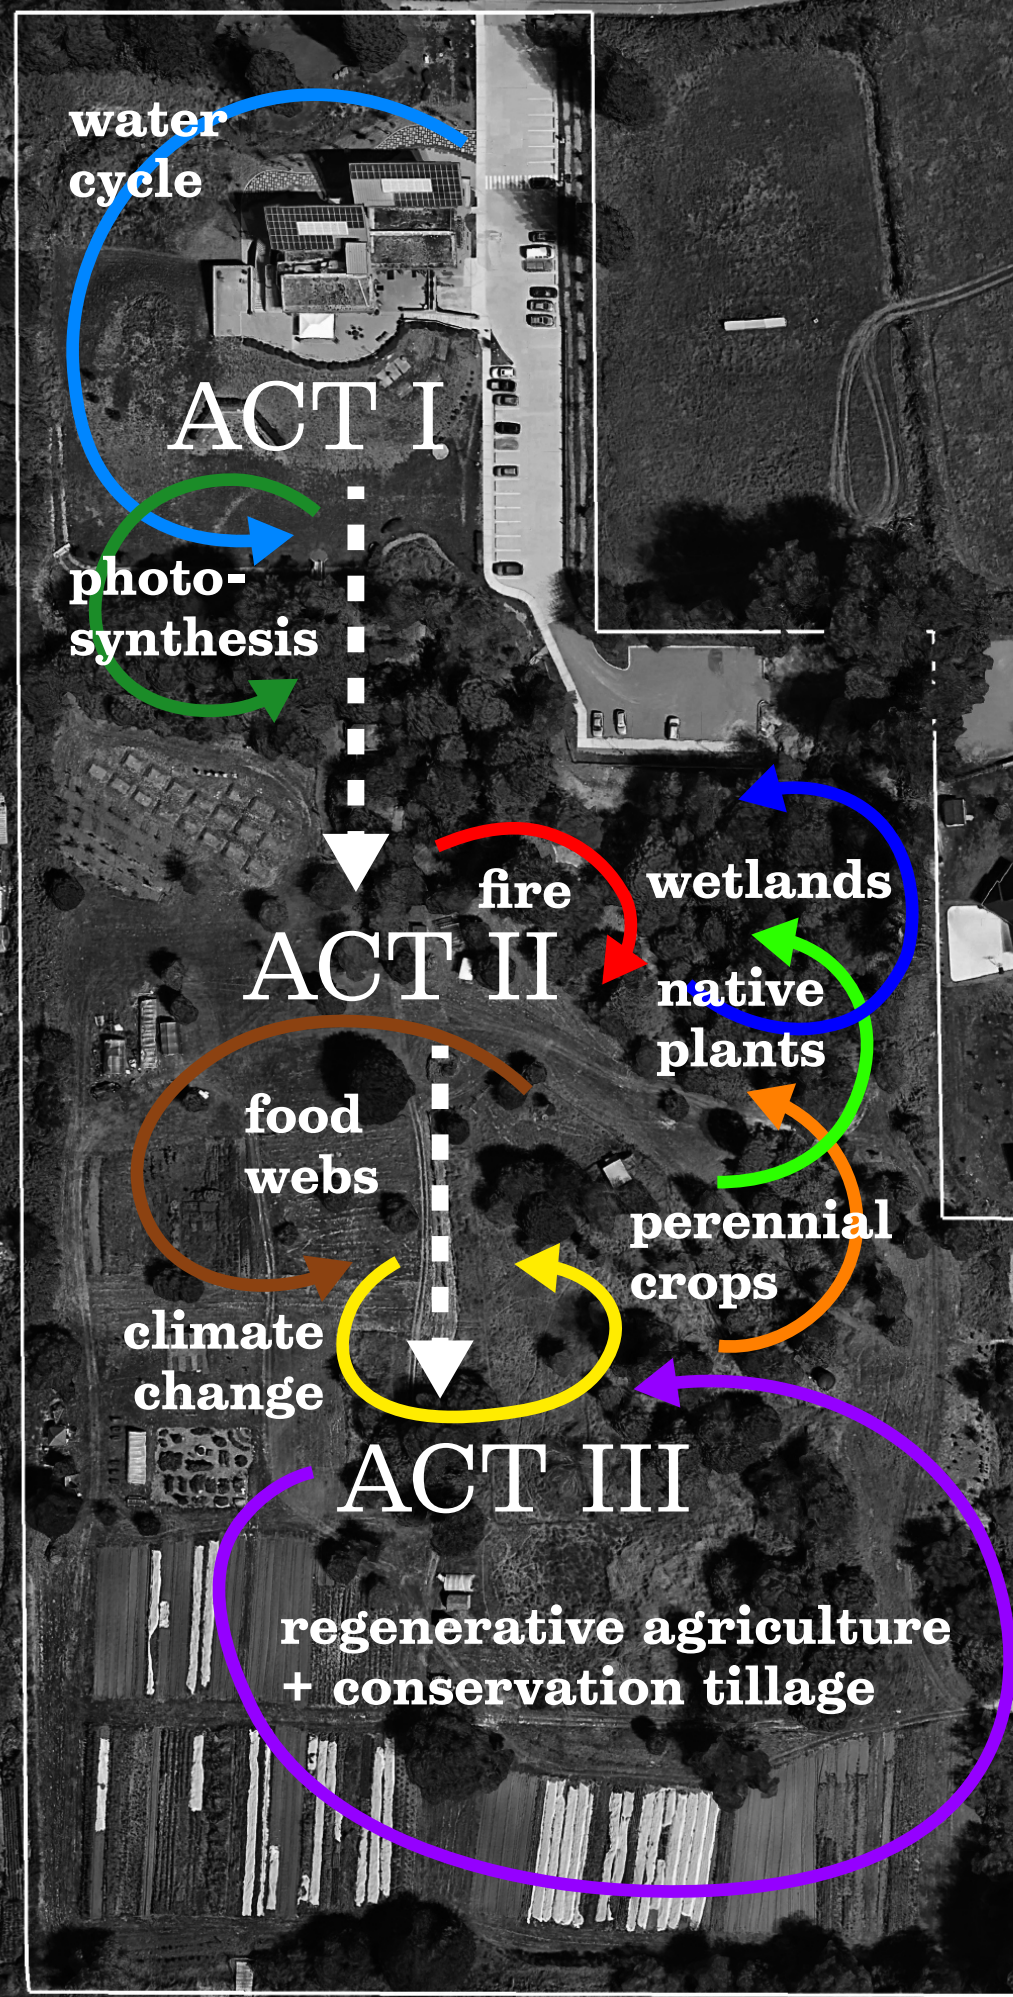 water
cycle
ACT I
photo-
synthesis
fire
wetlands
ACT II
native
plants
food
webs
perennial
crops
climate
change
ACT III
regenerative agriculture
+ conservation tillage